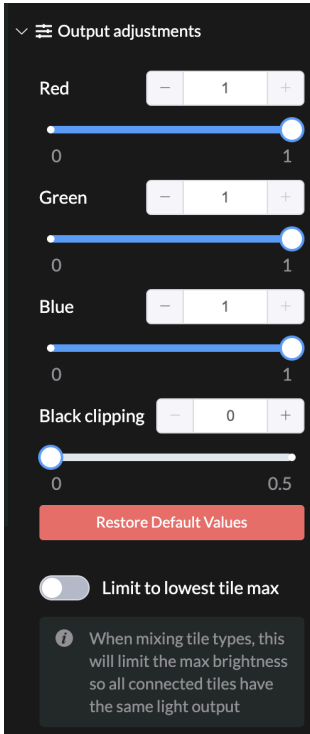 Output adjustments
Red − 1 +
0 1
Green − 1 +
0 1
Blue − 1 +
0 1
Black clipping − 0 +
0 0.5
Restore Default Values
Limit to lowest tile max
When mixing tile types, this
will limit the max brightness
so all connected tiles have
the same light output